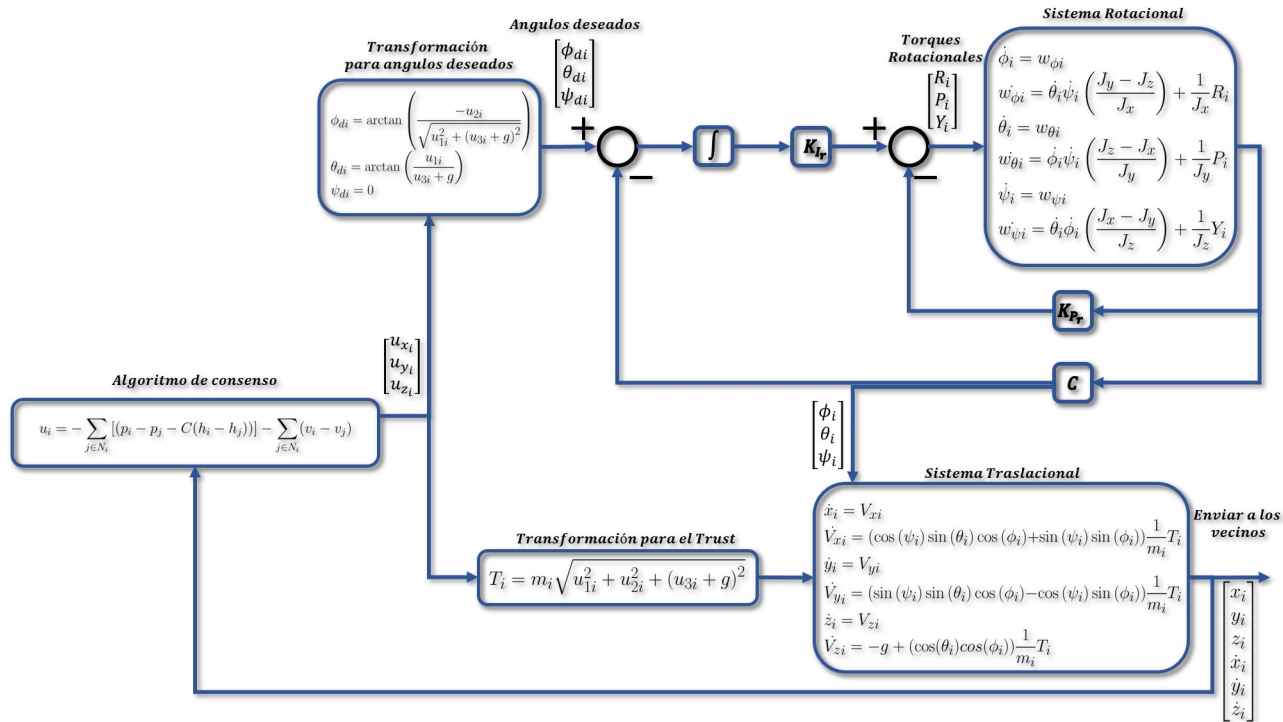 Sistema Rotacional
Angulos deseados
Transformación
para angulos deseados
Torques
Rotacionales
[ϕ_di
θ_di
ψ_di]
[R_i
P_i
Y_i]
ϕ_di = arctan ( −u_2i / √(u²_1i + (u_3i + g)²) )
θ_di = arctan ( u_1i / (u_3i + g) )
ψ_di = 0
+
−
∫
K_Ir
+
−
ϕ̇_i = w_ϕi
ẇ_ϕi = θ̇_i ψ̇_i ( (J_y − J_z) / J_x ) + (1/J_x) R_i
θ̇_i = w_θi
ẇ_θi = ϕ̇_i ψ̇_i ( (J_z − J_x) / J_y ) + (1/J_y) P_i
ψ̇_i = w_ψi
ẇ_ψi = θ̇_i ϕ̇_i ( (J_x − J_y) / J_z ) + (1/J_z) Y_i
K_Pr
C
[u_xi
u_yi
u_zi]
Algoritmo de consenso
u_i = − ∑_{j∈N_i} [(p_i − p_j − C(h_i − h_j))] − ∑_{j∈N_i} (v_i − v_j)
[ϕ_i
θ_i
ψ_i]
Sistema Traslacional
Transformación para el Trust
T_i = m_i √(u²_1i + u²_2i + (u_3i + g)²)
ẋ_i = V_xi
V̇_xi = (cos (ψ_i) sin (θ_i) cos (ϕ_i)+sin (ψ_i) sin (ϕ_i)) (1/m_i) T_i
ẏ_i = V_yi
V̇_yi = (sin (ψ_i) sin (θ_i) cos (ϕ_i)−cos (ψ_i) sin (ϕ_i)) (1/m_i) T_i
ż_i = V_zi
V̇_zi = −g + (cos(θ_i)cos(ϕ_i)) (1/m_i) T_i
Enviar a los
vecinos
[x_i
y_i
z_i
ẋ_i
ẏ_i
ż_i]